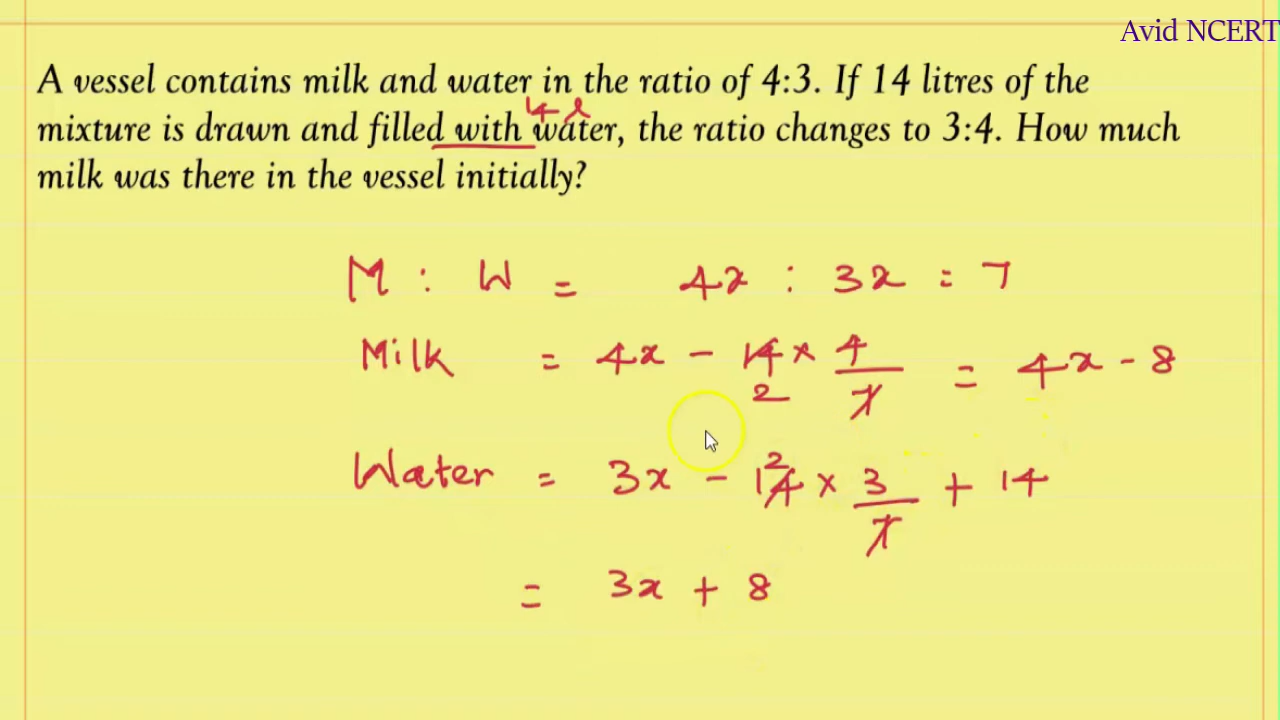 Avid NCERT
A vessel contains milk and water in the ratio of 4:3. If 14 litres of the
14 l
mixture is drawn and filled with water, the ratio changes to 3:4. How much
milk was there in the vessel initially?
M : W = 4x : 3x = 7
Milk = 4x - 14 × 4/7 = 4x - 8
2
2
Water = 3x - 14 × 3/7 + 14
= 3x + 8